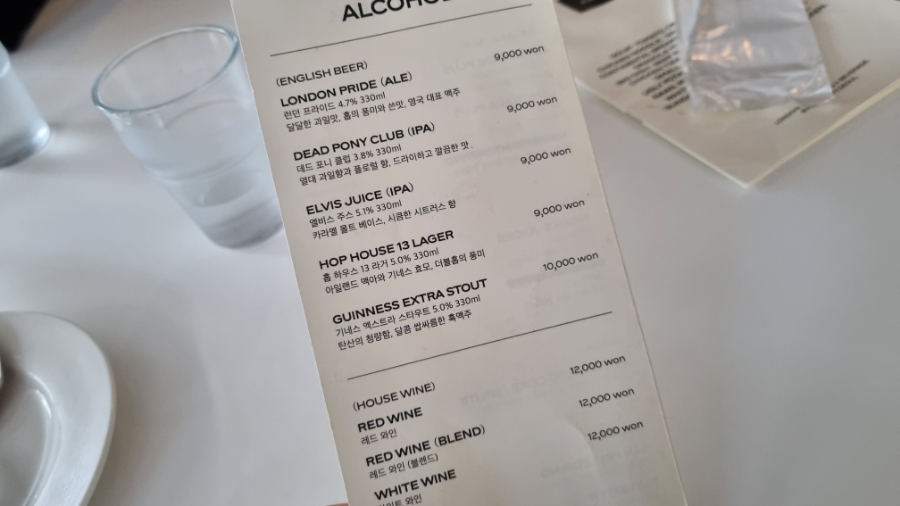 ALCOHOL
(ENGLISH BEER)
LONDON PRIDE (ALE) 9,000 won
런던 프라이드 4.7% 330ml
달달한 과일맛, 홉의 풍미와 쓴맛, 영국 대표 맥주
DEAD PONY CLUB (IPA) 9,000 won
데드 포니 클럽 3.8% 330ml
열대 과일향과 플로럴 향, 드라이하고 깔끔한 맛.
ELVIS JUICE (IPA) 9,000 won
엘비스 주스 5.1% 330ml
카라멜 몰트 베이스, 시큼한 시트러스 향
HOP HOUSE 13 LAGER 9,000 won
홉 하우스 13 라거 5.0% 330ml
아일랜드 맥아와 기네스 효모, 더블홉의 풍미
GUINNESS EXTRA STOUT 10,000 won
기네스 엑스트라 스타우트 5.0% 330ml
탄산의 청량함, 달콤 쌉싸름한 흑맥주
(HOUSE WINE)
RED WINE 12,000 won
레드 와인
RED WINE (BLEND) 12,000 won
레드 와인 (블렌드)
WHITE WINE 12,000 won
와인